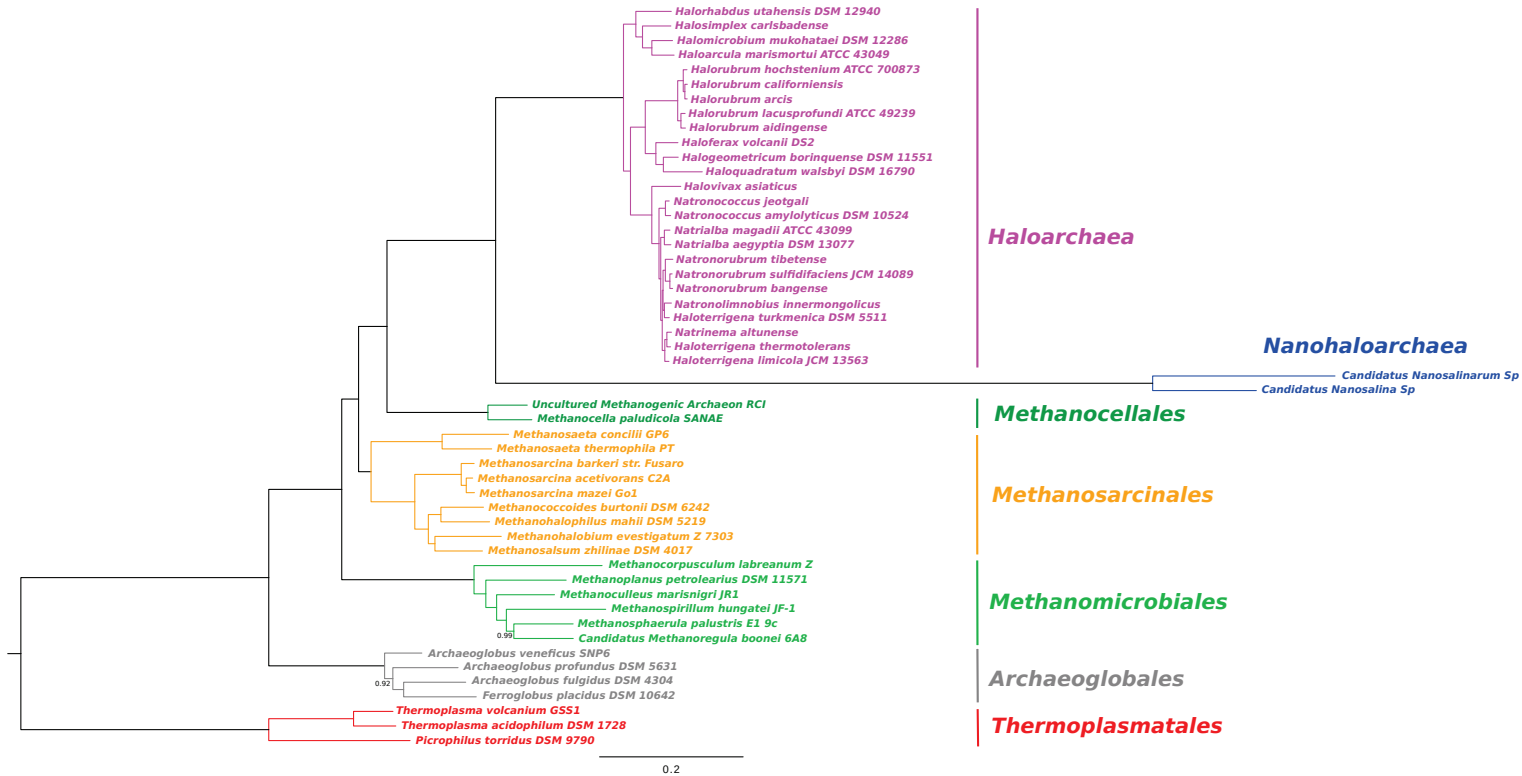 Halorhabdus utahensis DSM 12940
Halosimplex carlsbadense
Halomicrobium mukohataei DSM 12286
Haloarcula marismortui ATCC 43049
Halorubrum hochstenium ATCC 700873
Halorubrum californiensis
Halorubrum arcis
Halorubrum lacusprofundi ATCC 49239
Halorubrum aidingense
Haloferax volcanii DS2
Halogeometricum borinquense DSM 11551
Haloquadratum walsbyi DSM 16790
Halovivax asiaticus
Natronococcus jeotgali
Natronococcus amylolyticus DSM 10524
Natrialba magadii ATCC 43099
Natrialba aegyptia DSM 13077
Natronorubrum tibetense
Natronorubrum sulfidifaciens JCM 14089
Natronorubrum bangense
Natronolimnobius innermongolicus
Haloterrigena turkmenica DSM 5511
Natrinema altunense
Haloterrigena thermotolerans
Haloterrigena limicola JCM 13563
Haloarchaea
Nanohaloarchaea
Candidatus Nanosalinarum Sp
Candidatus Nanosalina Sp
Uncultured Methanogenic Archaeon RCI
Methanocella paludicola SANAE
Methanocellales
Methanosaeta concilii GP6
Methanosaeta thermophila PT
Methanosarcina barkeri str. Fusaro
Methanosarcina acetivorans C2A
Methanosarcina mazei Go1
Methanococcoides burtonii DSM 6242
Methanohalophilus mahii DSM 5219
Methanohalobium evestigatum Z 7303
Methanosalsum zhilinae DSM 4017
Methanosarcinales
Methanocorpusculum labreanum Z
Methanoplanus petrolearius DSM 11571
Methanoculleus marisnigri JR1
Methanospirillum hungatei JF-1
Methanosphaerula palustris E1 9c
0.99
Candidatus Methanoregula boonei 6A8
Methanomicrobiales
Archaeoglobus veneficus SNP6
Archaeoglobus profundus DSM 5631
0.92
Archaeoglobus fulgidus DSM 4304
Ferroglobus placidus DSM 10642
Archaeoglobales
Thermoplasma volcanium GSS1
Thermoplasma acidophilum DSM 1728
Picrophilus torridus DSM 9790
Thermoplasmatales
0.2